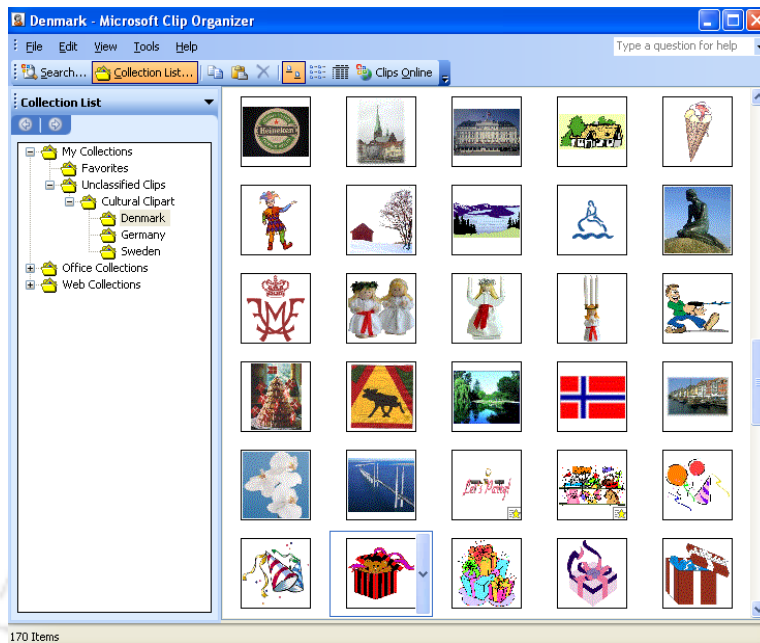 Denmark - Microsoft Clip Organizer
File Edit View Tools Help
Type a question for help
Search... Collection List... Clips Online
Collection List
My Collections
Favorites
Unclassified Clips
Cultural Clipart
Denmark
Germany
Sweden
Office Collections
Web Collections
Heineken
Let's Party!
170 Items